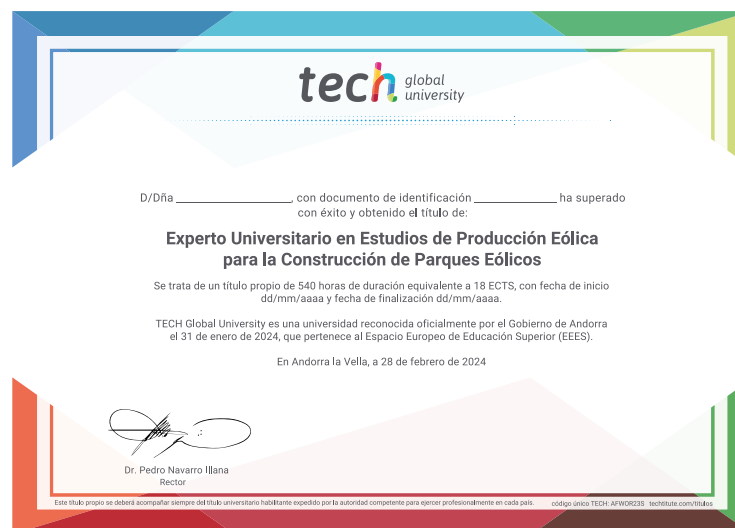 tech global university
D/Dña ____________________, con documento de identificación ______________ ha superado
con éxito y obtenido el título de:
Experto Universitario en Estudios de Producción Eólica
para la Construcción de Parques Eólicos
Se trata de un título propio de 540 horas de duración equivalente a 18 ECTS, con fecha de inicio
dd/mm/aaaa y fecha de finalización dd/mm/aaaa.
TECH Global University es una universidad reconocida oficialmente por el Gobierno de Andorra
el 31 de enero de 2024, que pertenece al Espacio Europeo de Educación Superior (EEES).
En Andorra la Vella, a 28 de febrero de 2024
Dr. Pedro Navarro Illana
Rector
Este título propio se deberá acompañar siempre del título universitario habilitante expedido por la autoridad competente para ejercer profesionalmente en cada país. código único TECH: AFWOR23S techtitute.com/títulos